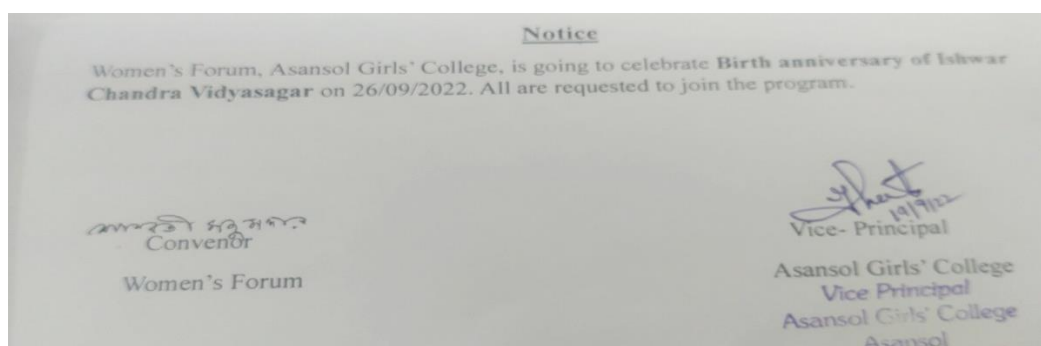 Notice
Women's Forum, Asansol Girls' College, is going to celebrate Birth anniversary of Ishwar
Chandra Vidyasagar on 26/09/2022. All are requested to join the program.
19/9/22
Convenor
Vice- Principal
Women's Forum
Asansol Girls' College
Vice Principal
Asansol Girls' College
Asansol